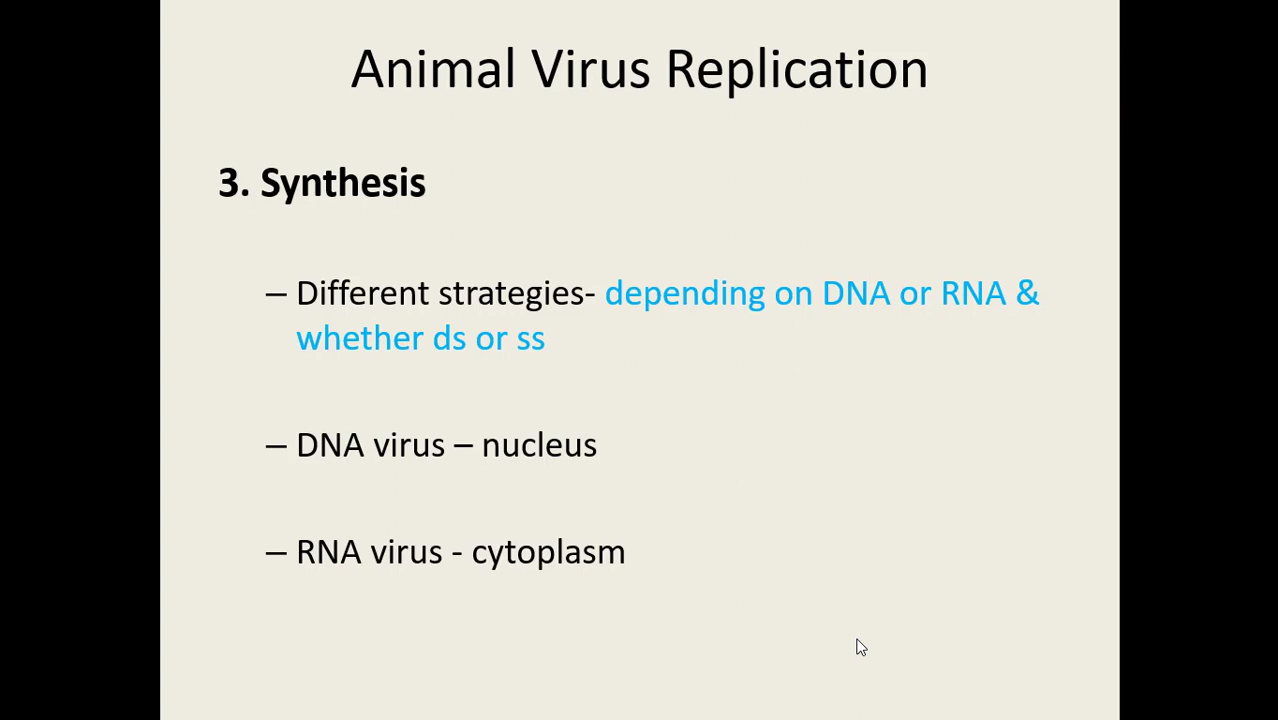 Animal Virus Replication
3. Synthesis
– Different strategies- depending on DNA or RNA &
whether ds or ss
– DNA virus – nucleus
– RNA virus - cytoplasm